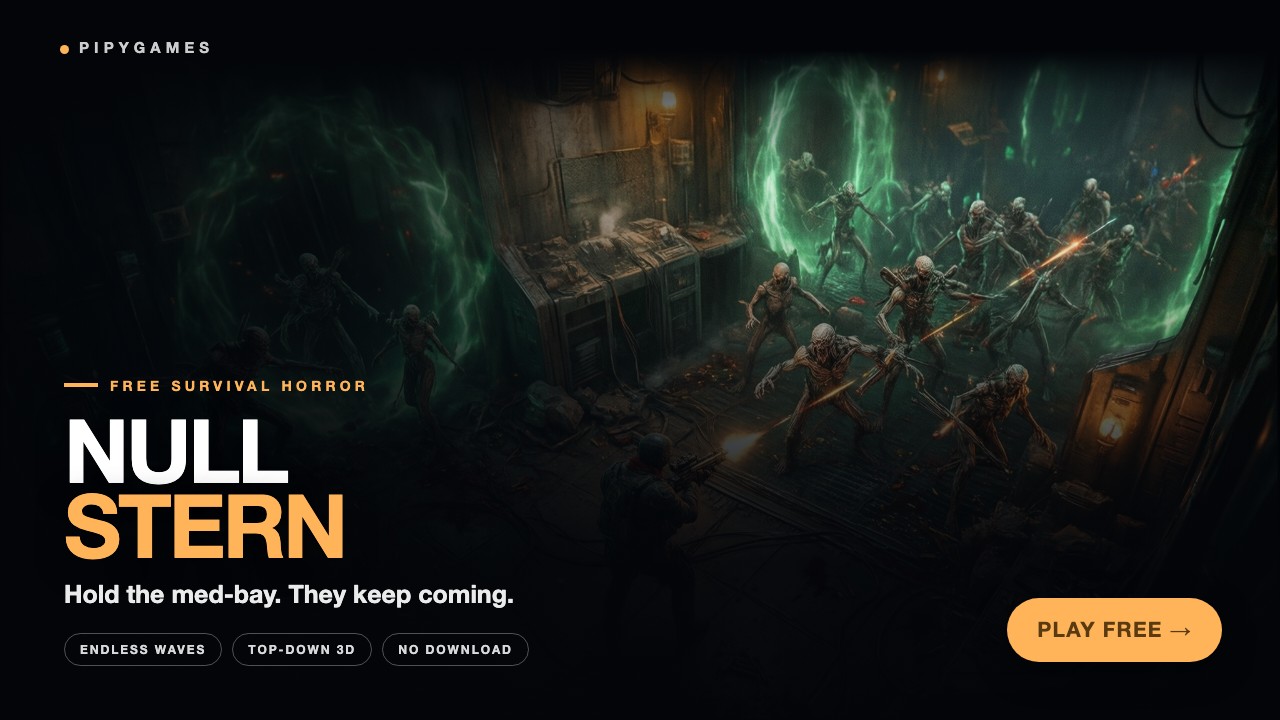 PIPYGAMES
FREE SURVIVAL HORROR
NULL
STERN
Hold the med-bay. They keep coming.
ENDLESS WAVES
TOP-DOWN 3D
NO DOWNLOAD
PLAY FREE →